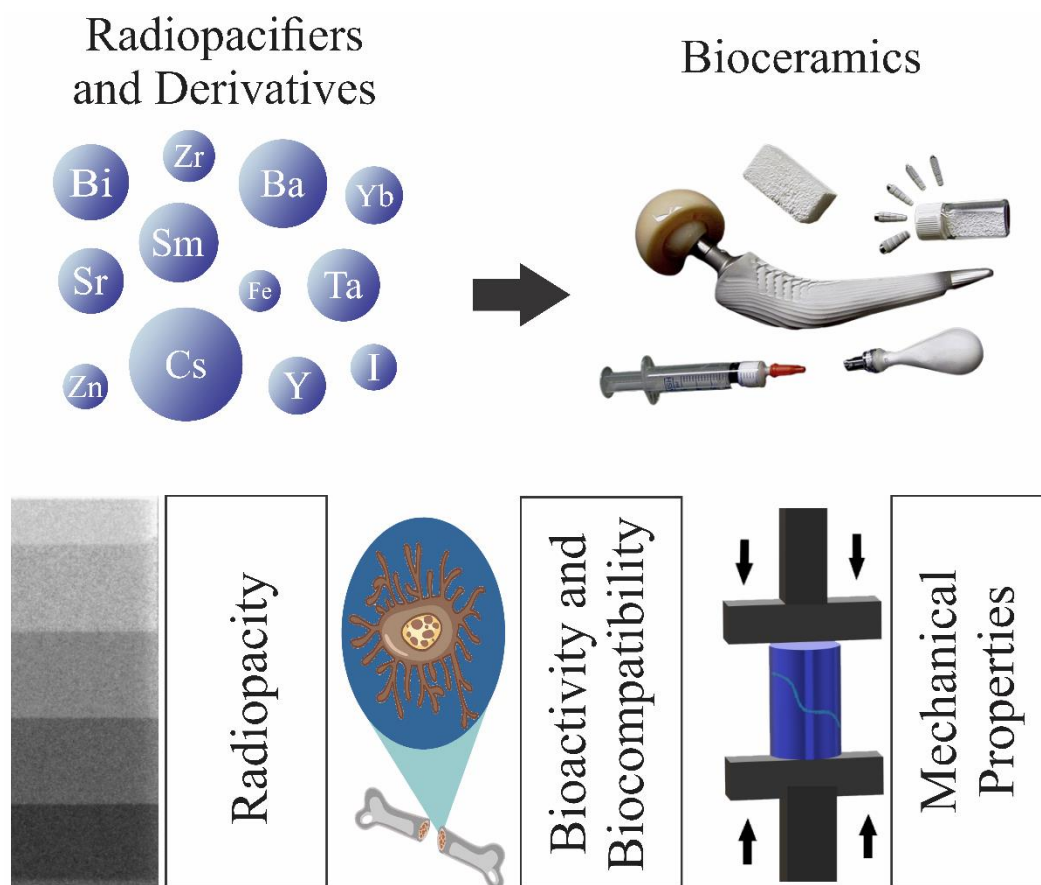 Radiopacifiers
and Derivatives
Bioceramics
Bi
Zr
Ba
Yb
Sm
Sr
Fe
Ta
Cs
Zn
Y
I
Radiopacity
Bioactivity and
Biocompatibility
Mechanical
Properties